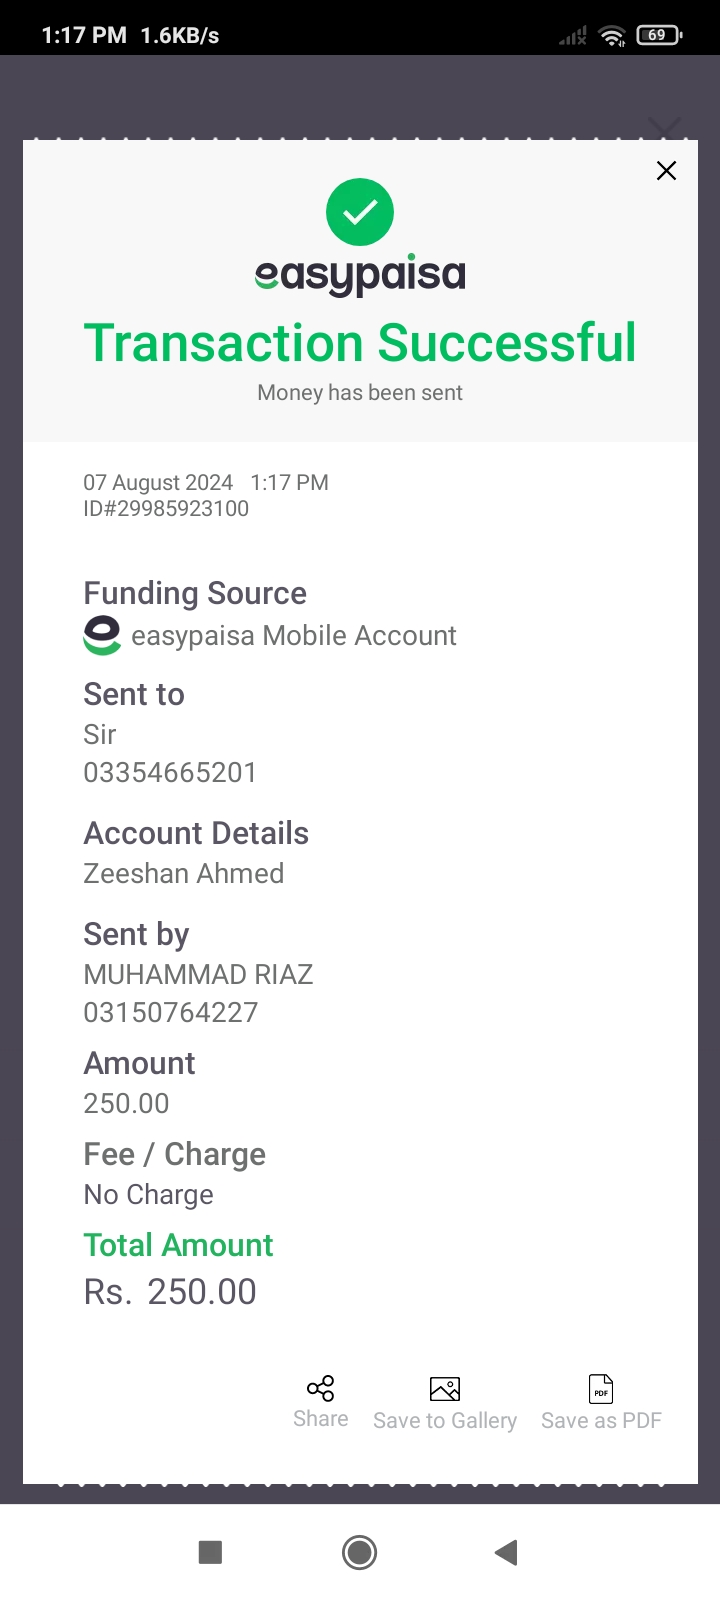 1:17 PM 1.6KB/s
69
easypaisa
Transaction Successful
Money has been sent
07 August 2024 1:17 PM
ID#29985923100
Funding Source
easypaisa Mobile Account
Sent to
Sir
03354665201
Account Details
Zeeshan Ahmed
Sent by
MUHAMMAD RIAZ
03150764227
Amount
250.00
Fee / Charge
No Charge
Total Amount
Rs. 250.00
PDF
Share Save to Gallery Save as PDF